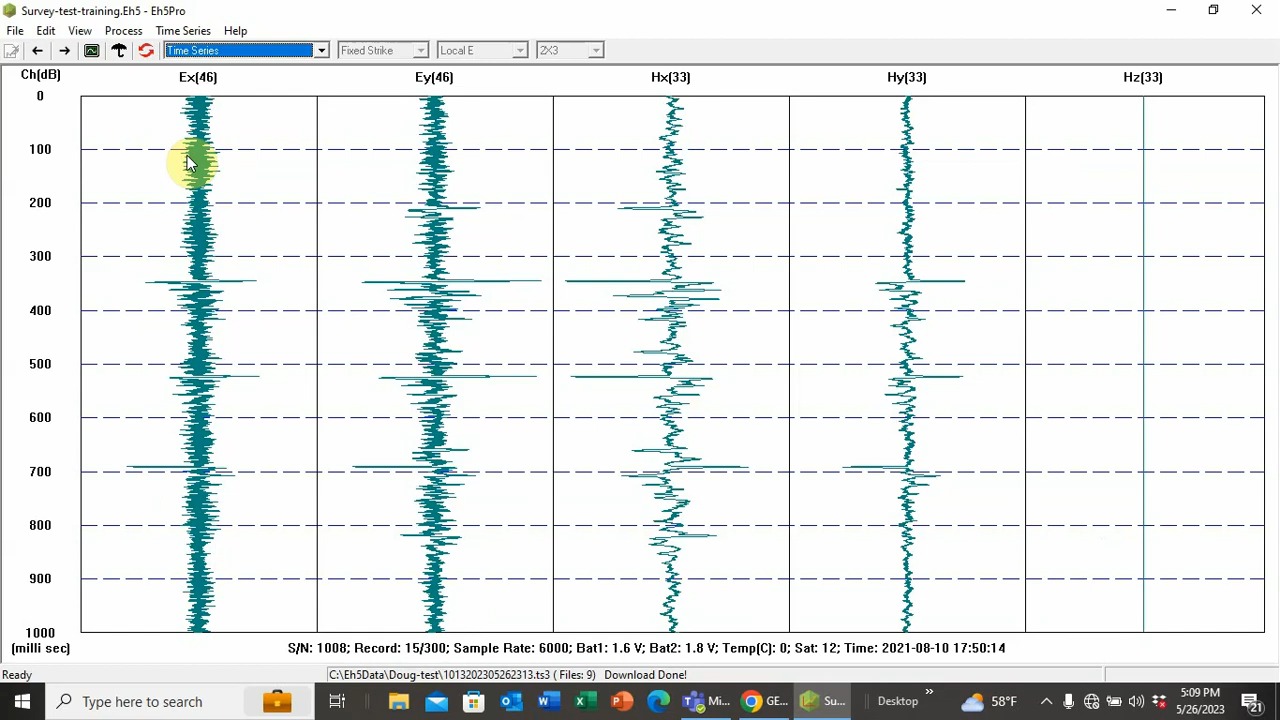 Survey-test-training.Eh5 - Eh5Pro
File Edit View Process Time Series Help
Time Series Fixed Strike Local E 2X3
Ch(dB) Ex(46) Ey(46) Hx(33) Hy(33) Hz(33)
0
100
200
300
400
500
600
700
800
900
1000
(milli sec) S/N: 1008; Record: 15/300; Sample Rate: 6000; Bat1: 1.6 V; Bat2: 1.8 V; Temp(C): 0; Sat: 12; Time: 2021-08-10 17:50:14
Ready C:\Eh5Data\Doug-test\1013202305262313.ts3 ( Files: 9) Download Done!
Type here to search Mi... GE... Su... Desktop 58°F 5:09 PM
5/26/2023 21